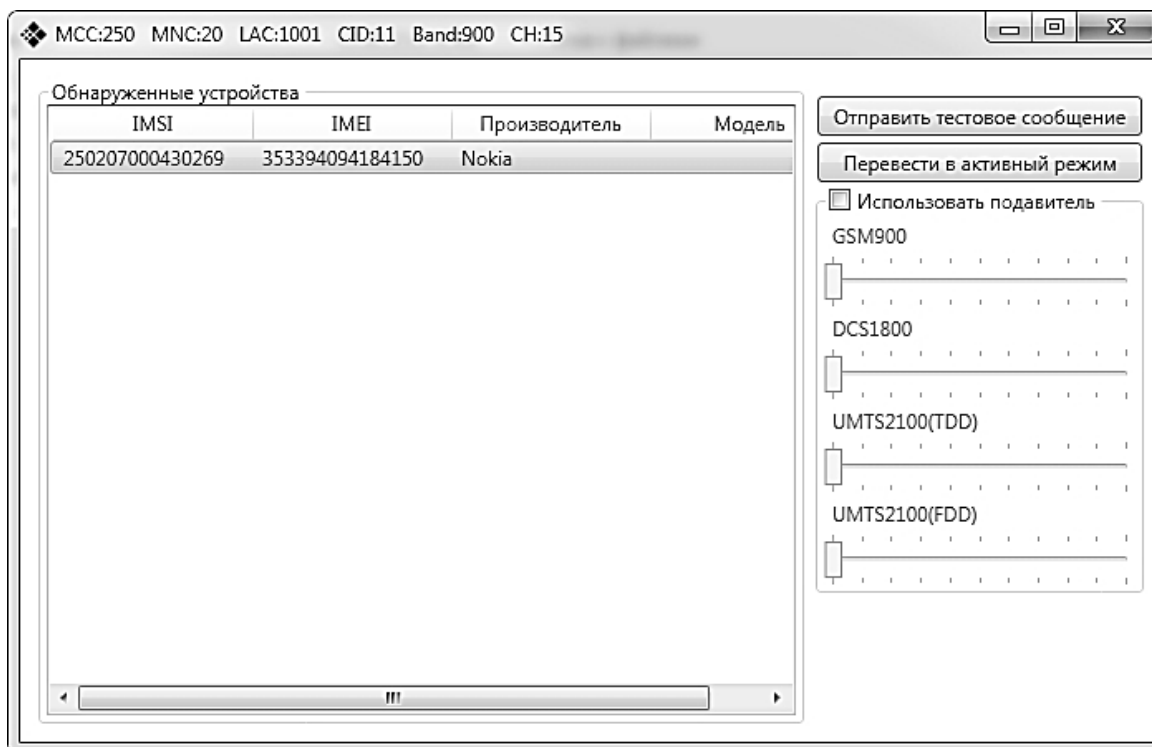 MCC:250 MNC:20 LAC:1001 CID:11 Band:900 CH:15
Обнаруженные устройства
IMSI IMEI Производитель Модель
250207000430269 353394094184150 Nokia
Отправить тестовое сообщение
Перевести в активный режим
Использовать подавитель
GSM900
DCS1800
UMTS2100(TDD)
UMTS2100(FDD)